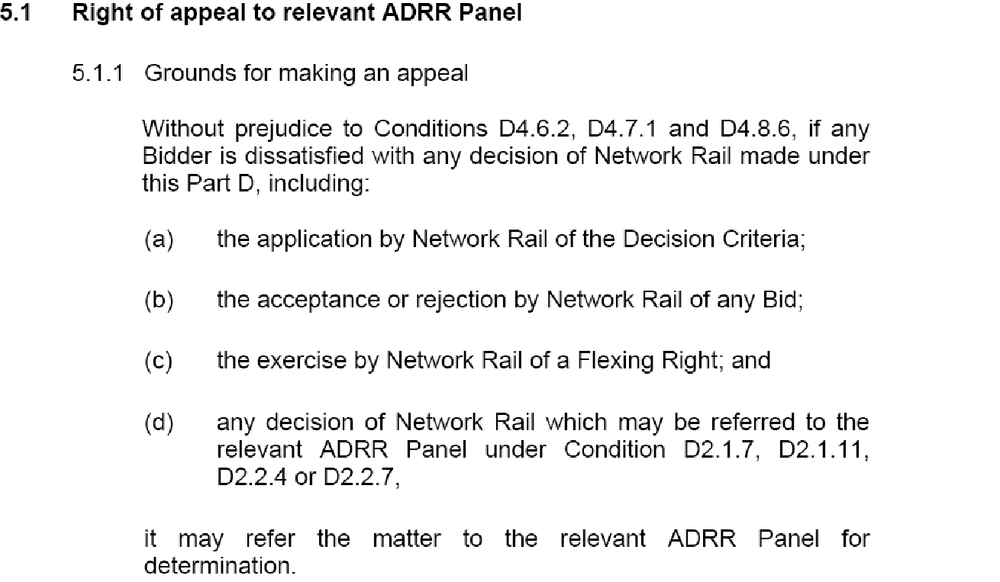 5.1 Right of appeal to relevant ADRR Panel
5.1.1 Grounds for making an appeal
Without prejudice to Conditions D4.6.2, D4.7.1 and D4.8.6, if any
Bidder is dissatisfied with any decision of Network Rail made under
this Part D, including:
(a) the application by Network Rail of the Decision Criteria;
(b) the acceptance or rejection by Network Rail of any Bid;
(c) the exercise by Network Rail of a Flexing Right; and
(d) any decision of Network Rail which may be referred to the
relevant ADRR Panel under Condition D2.1.7, D2.1.11,
D2.2.4 or D2.2.7,
it may refer the matter to the relevant ADRR Panel for
determination.